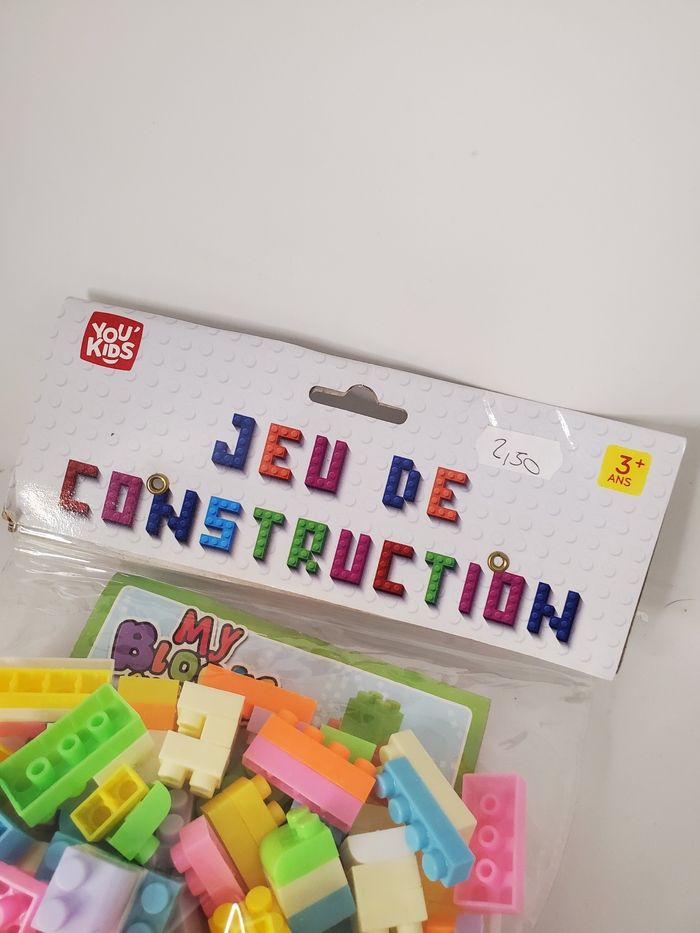 YOU'
KIDS
JEU DE
2,50
3+
ANS
CONSTRUCTION
MY